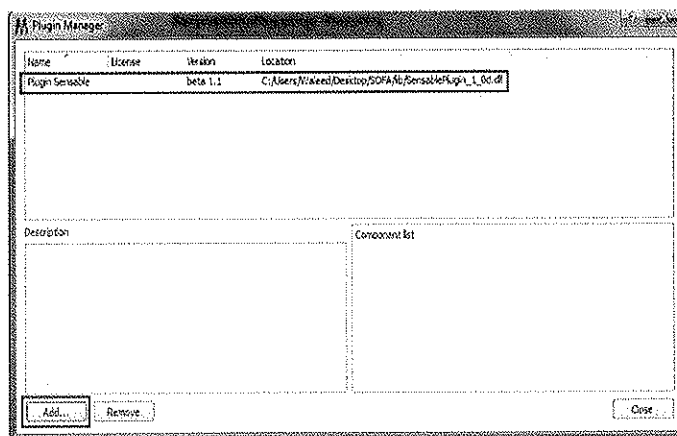 Plugin Manager
Name License Version Location
Plugin Sensable beta 1.1 C:/Users/Waleed/Desktop/SOFA/lib/SensablePlugin_1_0d.dll
Description Component list
Add... Remove Close